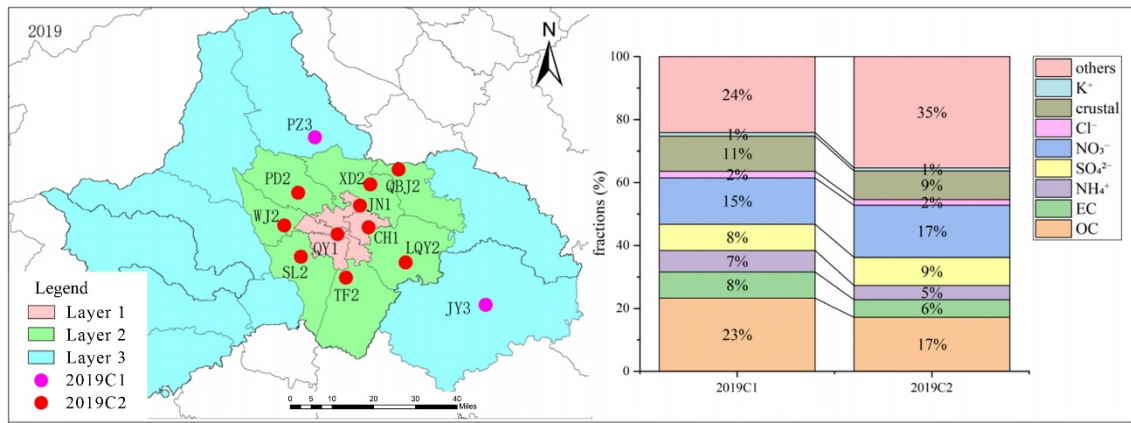 2019
N
PZ3
PD2
XD2
QBJ2
JN1
WJ2
QY1
CH1
SL2
LQY2
TF2
JY3
Legend
Layer 1
Layer 2
Layer 3
2019C1
2019C2
0 5 10 20 30 40
Miles
fractions (%)
100
80
60
40
20
0
24%
1%
11%
2%
15%
8%
7%
8%
23%
35%
1%
9%
2%
17%
9%
5%
6%
17%
2019C1
2019C2
others
K⁺
crustal
Cl⁻
NO₃⁻
SO₄²⁻
NH₄⁺
EC
OC